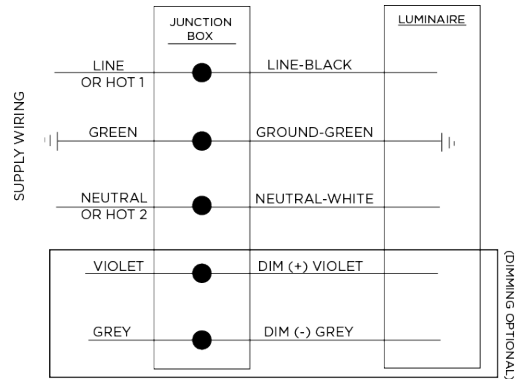 JUNCTION
BOX
LUMINAIRE
LINE
OR HOT 1
LINE-BLACK
GREEN
GROUND-GREEN
SUPPLY WIRING
NEUTRAL
OR HOT 2
NEUTRAL-WHITE
VIOLET
DIM (+) VIOLET
GREY
DIM (-) GREY
(DIMMING OPTIONAL)